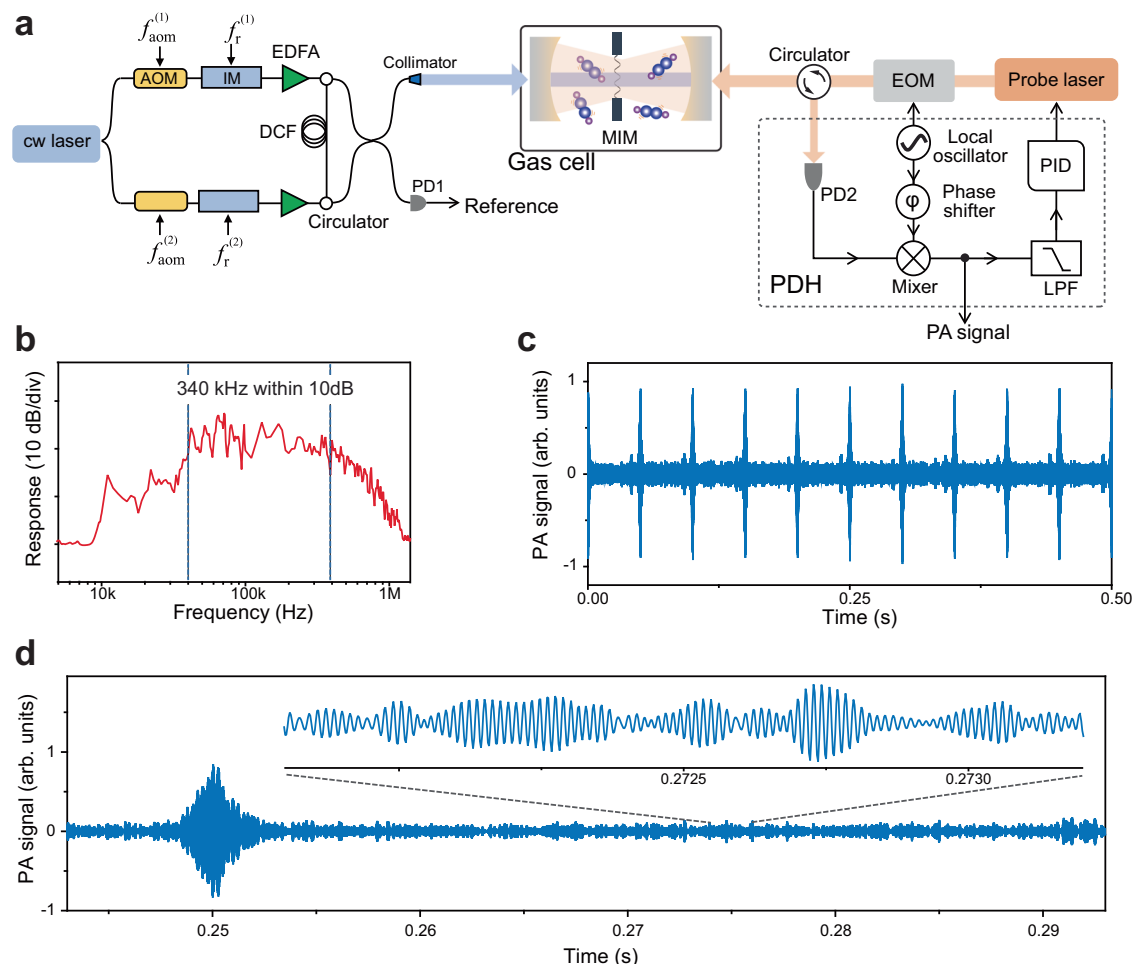 a
f_aom^(1)
f_r^(1)
EDFA
AOM
IM
Collimator
Circulator
EOM
Probe laser
cw laser
DCF
MIM
Gas cell
Local
oscillator
PID
PD1
Reference
PD2
Phase
shifter
φ
Circulator
f_aom^(2)
f_r^(2)
Mixer
LPF
PDH
PA signal
b
340 kHz within 10dB
Response (10 dB/div)
10k
100k
1M
Frequency (Hz)
c
PA signal (arb. units)
1
0
-1
0.00
0.25
0.50
Time (s)
d
PA signal (arb. units)
1
0
-1
0.2725
0.2730
0.25
0.26
0.27
0.28
0.29
Time (s)